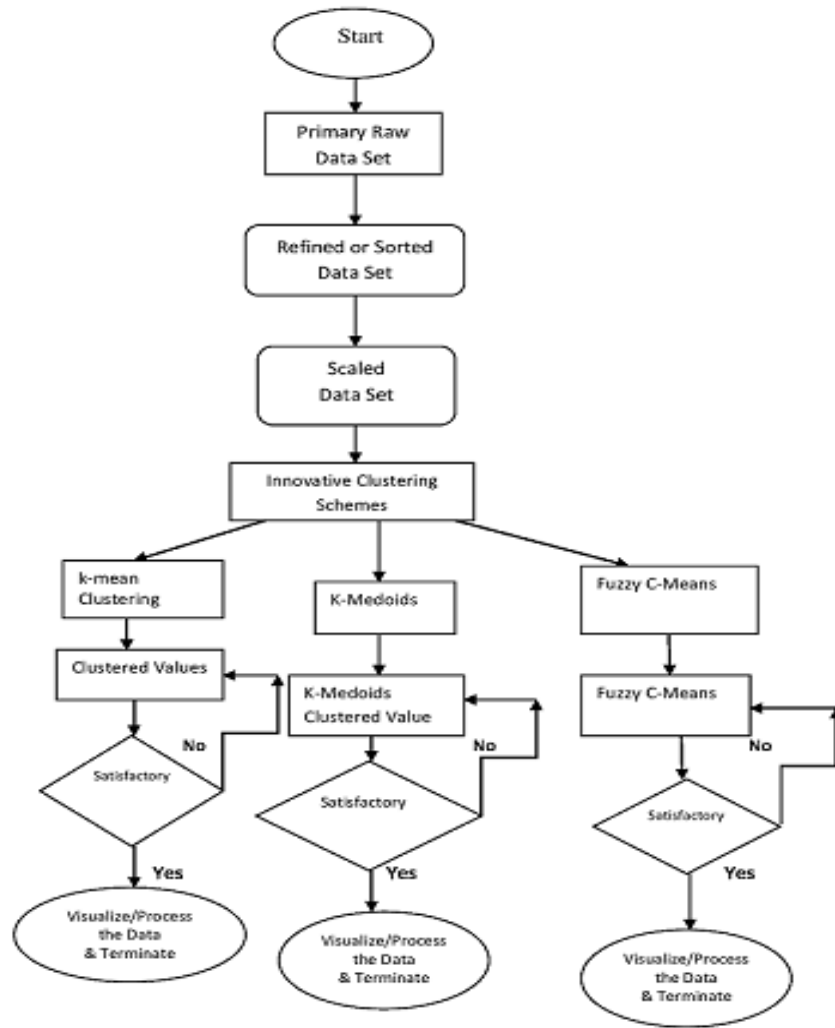 Start
Primary Raw
Data Set
Refined or Sorted
Data Set
Scaled
Data Set
Innovative Clustering
Schemes
k-mean
Clustering
Clustered Values
No
Satisfactory
Yes
Visualize/Process
the Data
& Terminate
K-Medoids
K-Medoids
Clustered Value
No
Satisfactory
Yes
Visualize/Process
the Data
& Terminate
Fuzzy C-Means
Fuzzy C-Means
No
Satisfactory
Yes
Visualize/Process
the Data
& Terminate